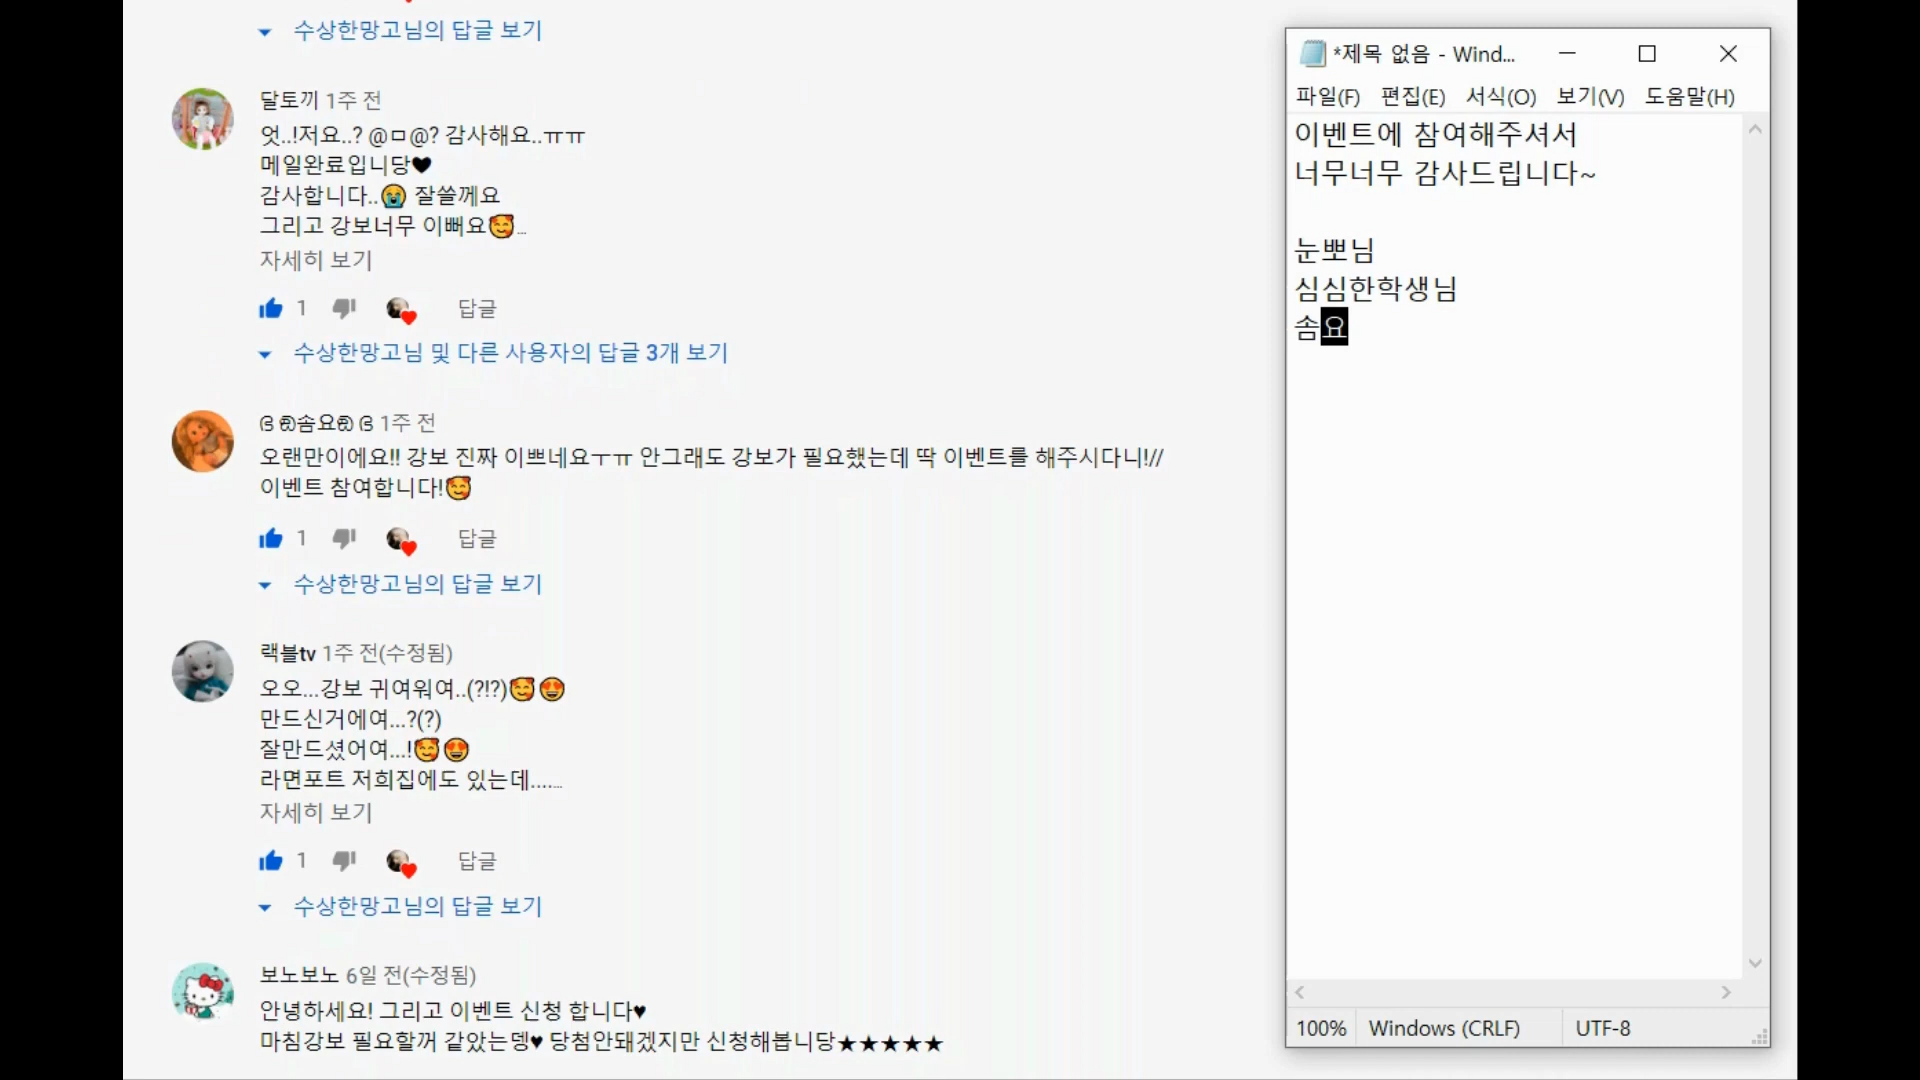 수상한망고님의 답글 보기
달토끼 1주 전
엇..!저요..? @ㅁ@? 감사해요..ㅠㅠ
메일완료입니당♥
감사합니다..😭 잘쓸께요
그리고 강보너무 이뻐요🥰...
자세히 보기
1 답글
수상한망고님 및 다른 사용자의 답글 3개 보기
솜요 1주 전
오랜만이에요!! 강보 진짜 이쁘네요ㅜㅠ 안그래도 강보가 필요했는데 딱 이벤트를 해주시다니!//
이벤트 참여합니다!🥰
1 답글
수상한망고님의 답글 보기
랙블tv 1주 전(수정됨)
오오...강보 귀여워여..(?!?)🥰😍
만드신거에여...?(?)
잘만드셨어여...!🥰😍
라면포트 저희집에도 있는데.......
자세히 보기
1 답글
수상한망고님의 답글 보기
보노보노 6일 전(수정됨)
안녕하세요! 그리고 이벤트 신청 합니다♥
마침강보 필요할꺼 같았는뎅♥ 당첨안돼겠지만 신청해봅니당★★★★★
*제목 없음 - Wind...
파일(F) 편집(E) 서식(O) 보기(V) 도움말(H)
이벤트에 참여해주셔서
너무너무 감사드립니다~
눈뽀님
심심한학생님
솜요
100% Windows (CRLF) UTF-8